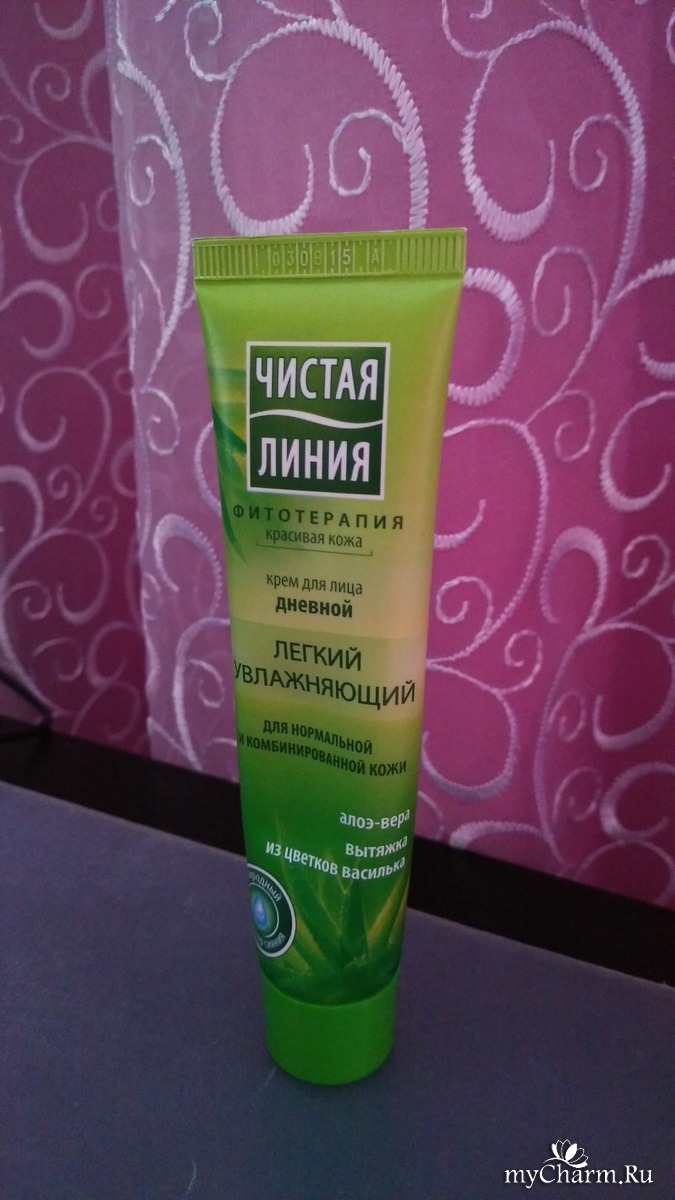 030815 A
ЧИСТАЯ
ЛИНИЯ
ФИТОТЕРАПИЯ
красивая кожа
крем для лица
дневной
ЛЕГКИЙ
УВЛАЖНЯЮЩИЙ
ДЛЯ НОРМАЛЬНОЙ
И КОМБИНИРОВАННОЙ КОЖИ
алоэ-вера
вытяжка
из цветков василька
myCharm.Ru